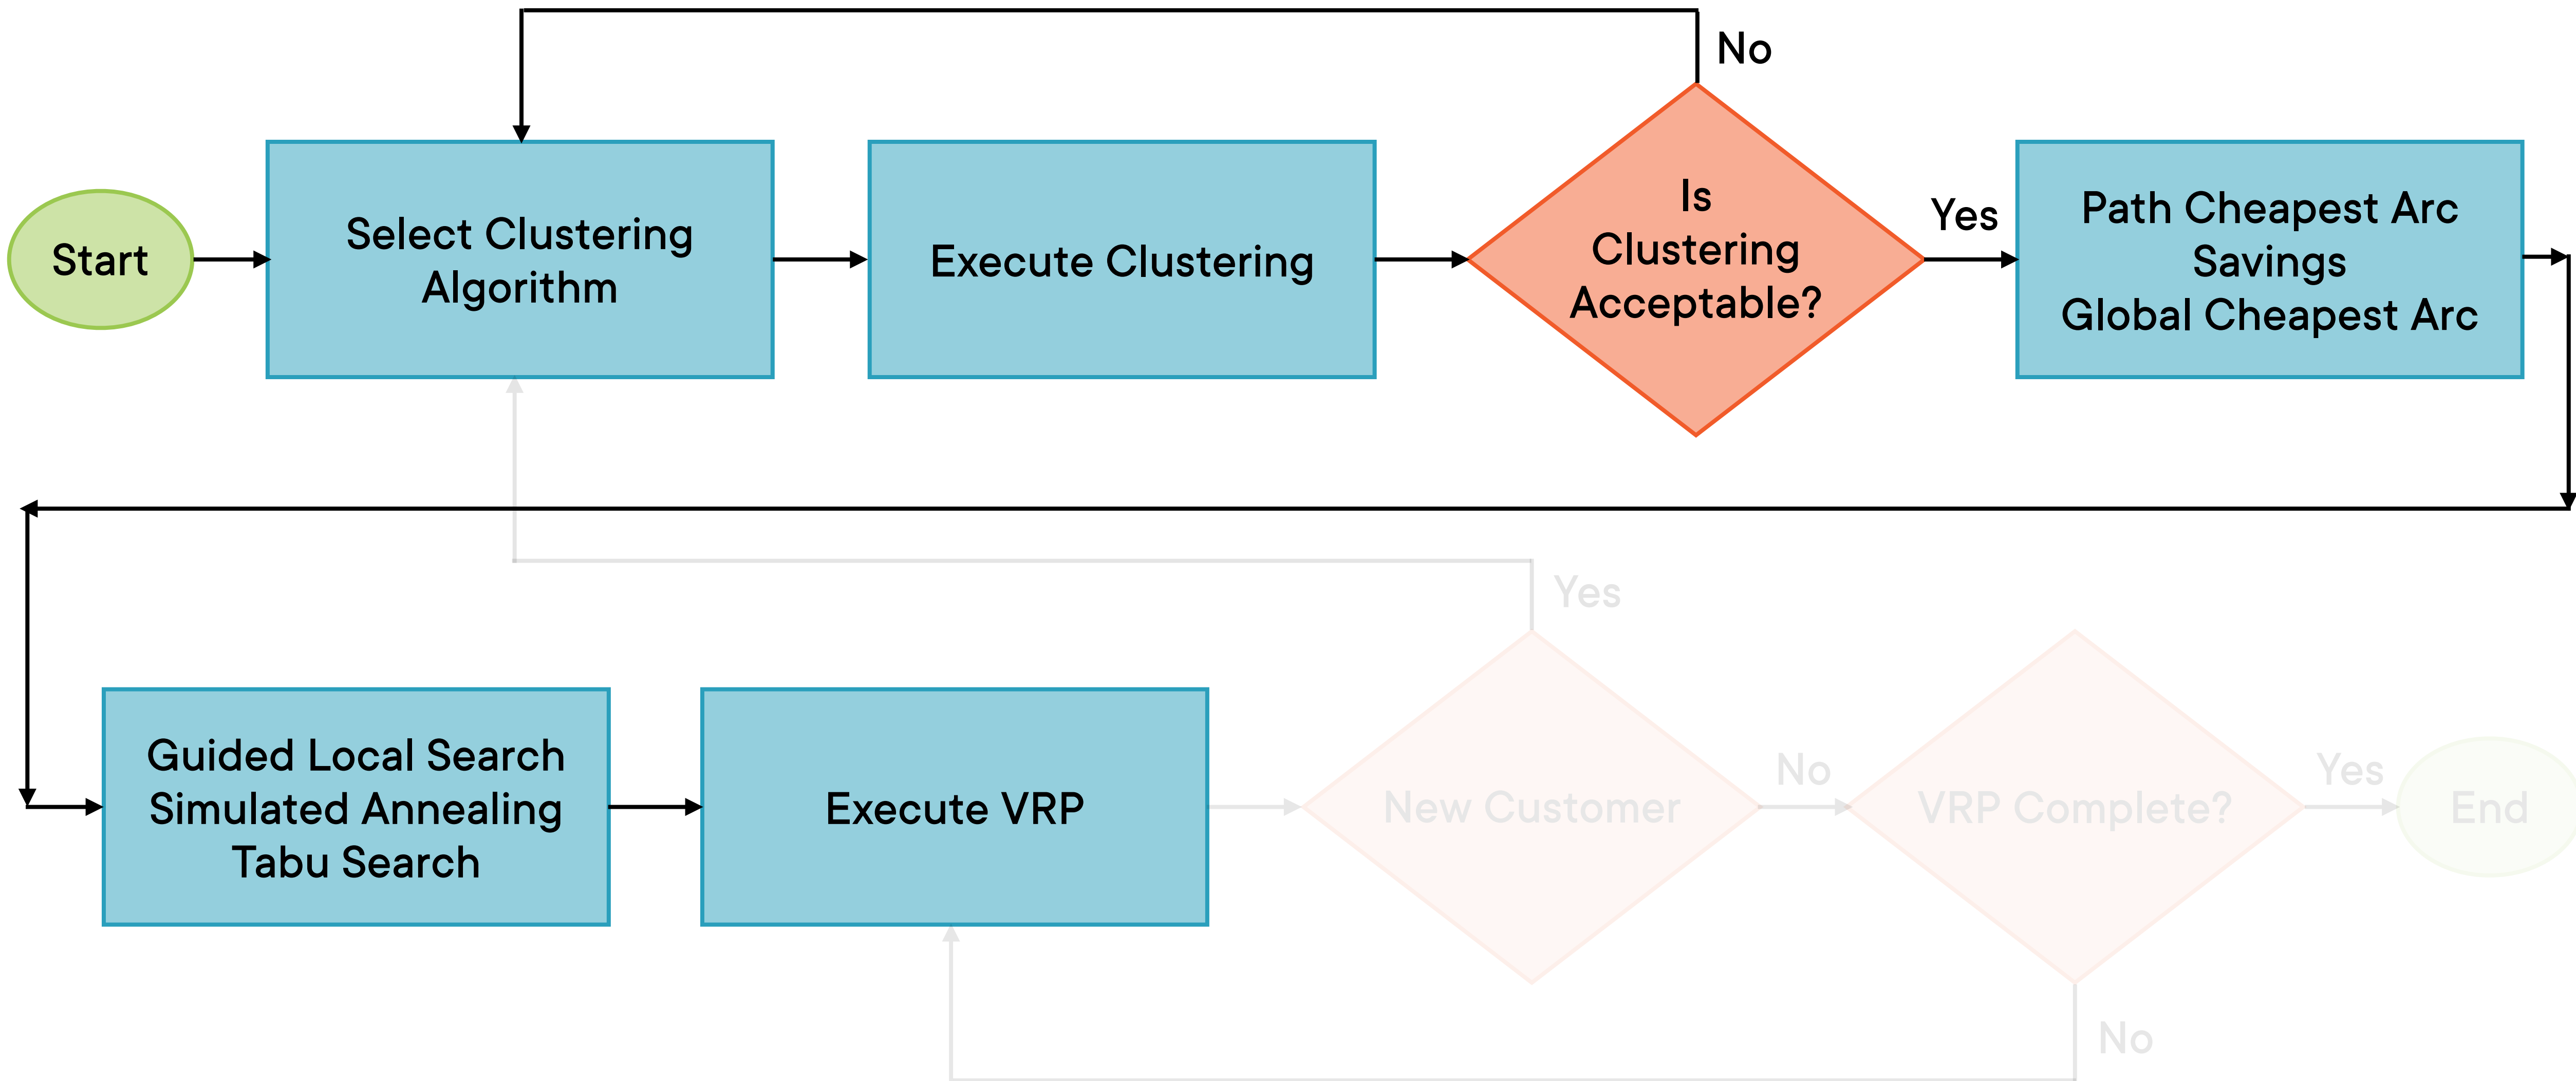 No
Start
Select Clustering
Algorithm
Execute Clustering
Is
Clustering
Acceptable?
Yes
Path Cheapest Arc
Savings
Global Cheapest Arc
Yes
Guided Local Search
Simulated Annealing
Tabu Search
Execute VRP
New Customer
No
VRP Complete?
Yes
End
No